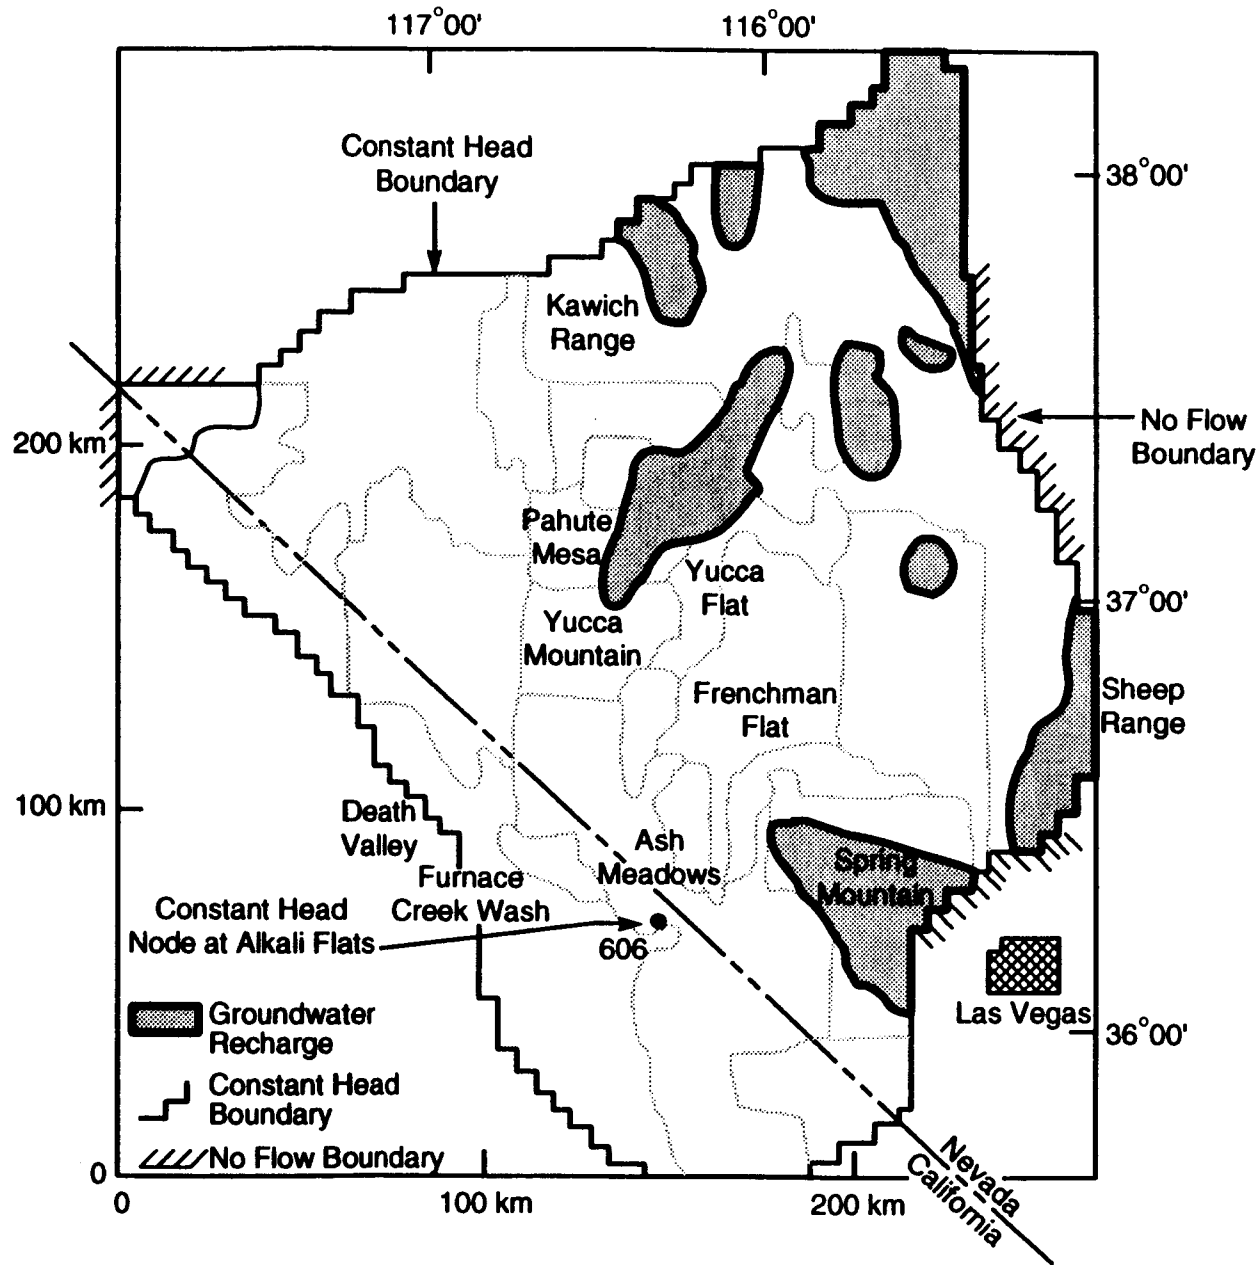 117°00'
116°00'
Constant Head
Boundary
38°00'
Kawich
Range
200 km
No Flow
Boundary
Pahute
Mesa
Yucca
Flat
37°00'
Yucca
Mountain
Frenchman
Flat
Sheep
Range
100 km
Death
Valley
Ash
Meadows
Spring
Mountain
Furnace
Creek Wash
Constant Head
Node at Alkali Flats
606
Las Vegas
Groundwater
Recharge
36°00'
Constant Head
Boundary
No Flow Boundary
Nevada
California
0
0
100 km
200 km